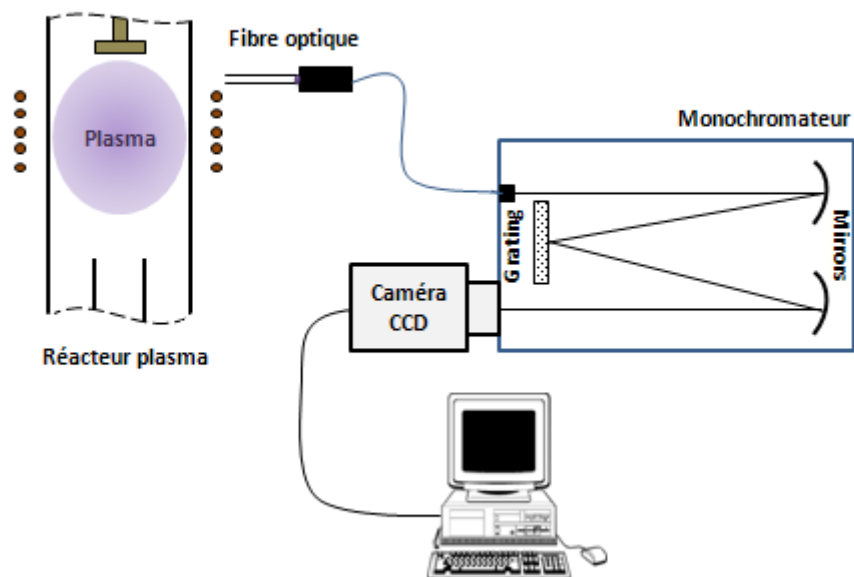 Fibre optique
Plasma
Monochromateur
Grating
Mirrors
Caméra
CCD
Réacteur plasma